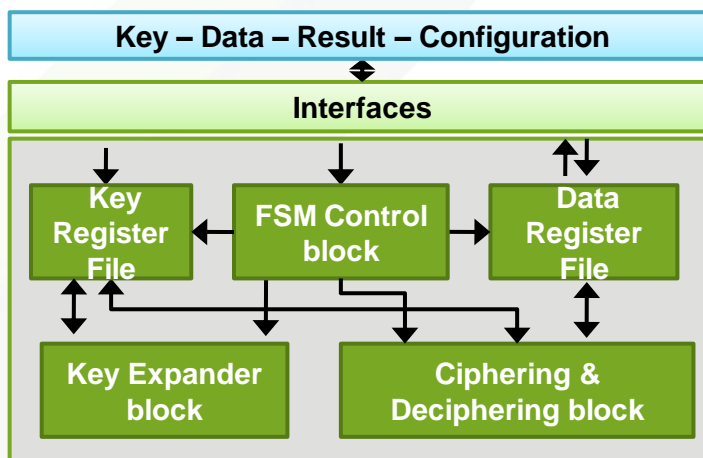 Key – Data – Result – Configuration
Interfaces
Key
Register
File
FSM Control
block
Data
Register
File
Key Expander
block
Ciphering &
Deciphering block